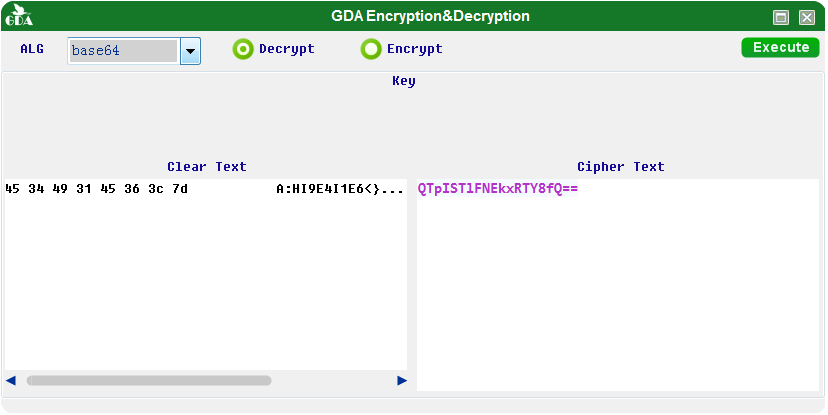 GDA
GDA Encryption&Decryption
ALG
base64
Decrypt
Encrypt
Execute
Key
Clear Text
Cipher Text
45 34 49 31 45 36 3c 7d A:HI9E4I1E6<}...
QTpISTlFNEkxRTY8fQ==